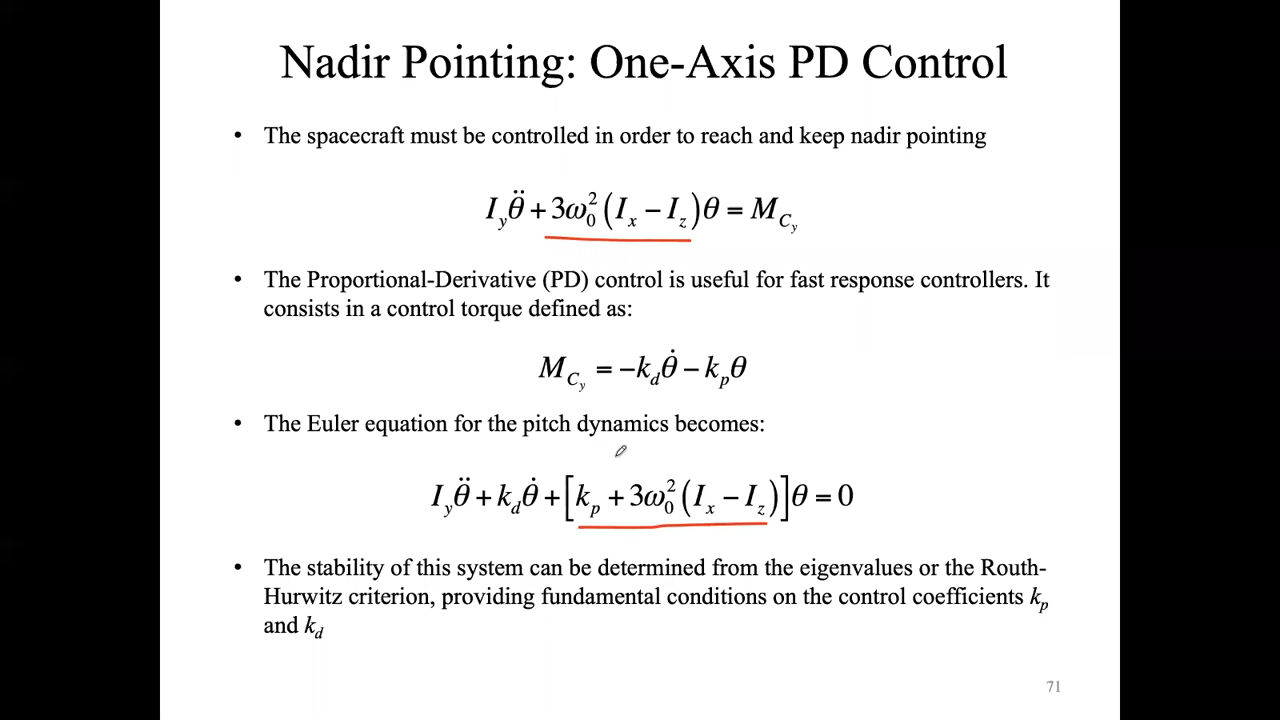 Nadir Pointing: One-Axis PD Control
• The spacecraft must be controlled in order to reach and keep nadir pointing
I_y θ̈ + 3ω₀² (I_x − I_z) θ = M_{C_y}
• The Proportional-Derivative (PD) control is useful for fast response controllers. It
consists in a control torque defined as:
M_{C_y} = −k_d θ̇ − k_p θ
• The Euler equation for the pitch dynamics becomes:
I_y θ̈ + k_d θ̇ + [k_p + 3ω₀² (I_x − I_z)] θ = 0
• The stability of this system can be determined from the eigenvalues or the Routh-
Hurwitz criterion, providing fundamental conditions on the control coefficients k_p
and k_d
71